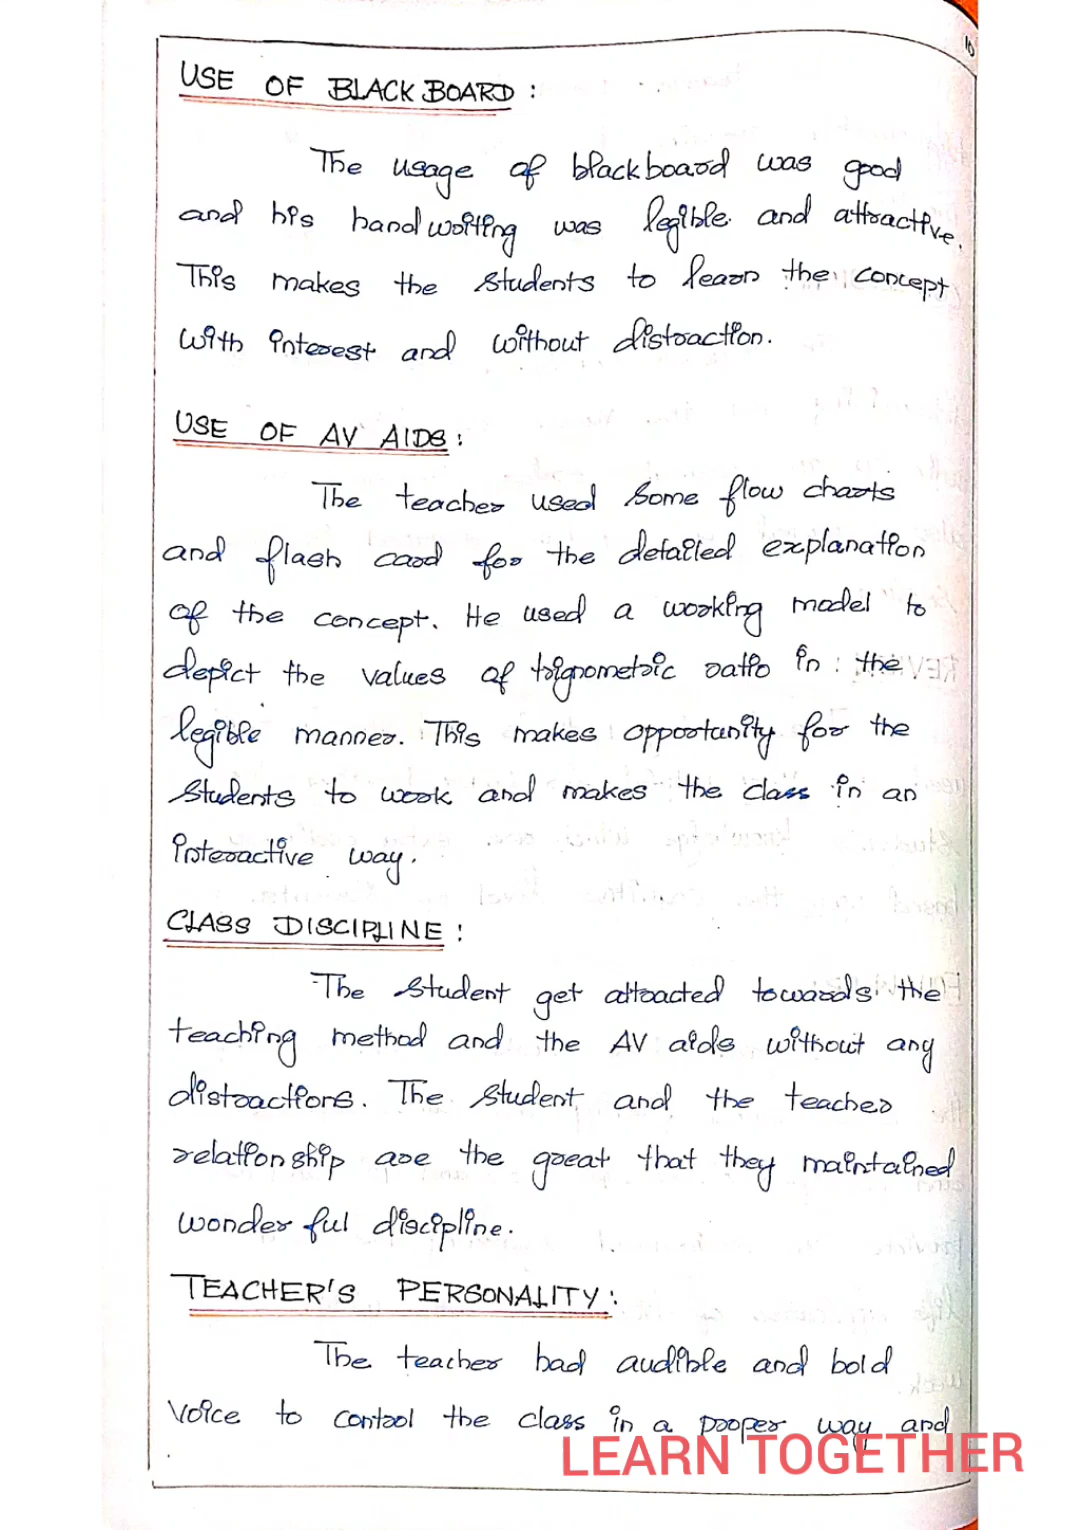 10
USE OF BLACK BOARD :
The usage of blackboard was good
and his handwriting was legible and attractive.
This makes the students to learn the concept
with interest and without distraction.
USE OF AV AIDS :
The teacher used some flow charts
and flash card for the detailed explanation
of the concept. He used a working model to
depict the values of trignometric ratio in the
legible manner. This makes opportunity for the
students to work and makes the class in an
interactive way.
CLASS DISCIPLINE :
The student get attracted towards the
teaching method and the AV aids without any
distractions. The student and the teacher
relationship are the great that they maintained
wonderful discipline.
TEACHER'S PERSONALITY :
The teacher had audible and bold
voice to control the class in a proper way and
LEARN TOGETHER